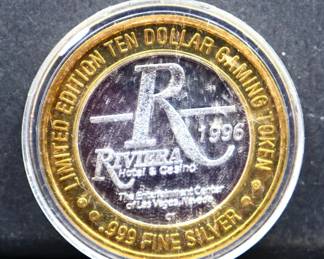 LIMITED EDITION TEN DOLLAR GAMING TOKEN
R
1996
RIVIERA
Hotel & Casino
The Entertainment Center
of Las Vegas, Nevada
CT
.999 FINE SILVER